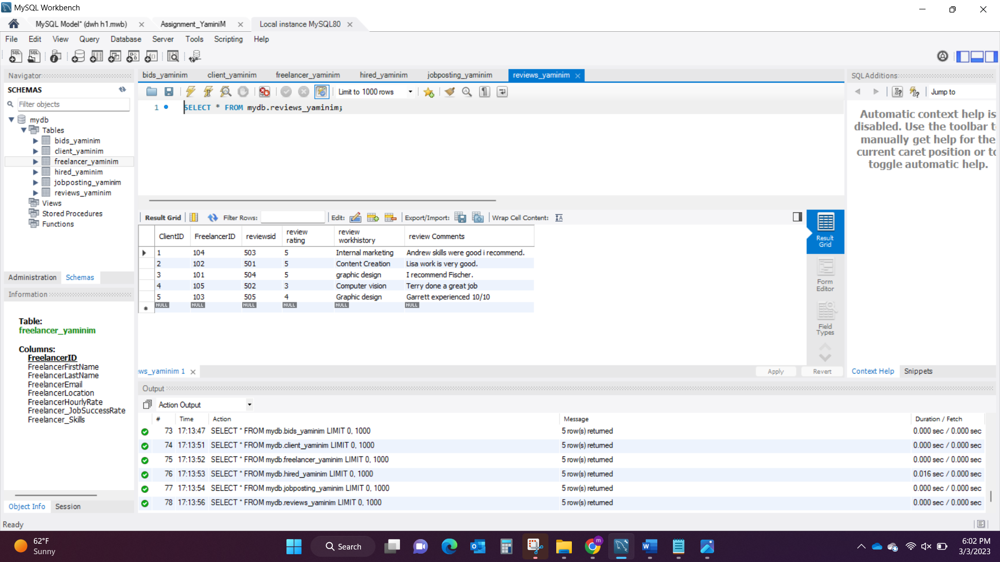 MySQL Workbench
MySQL Model* (dwh h1.mwb)
Assignment_YaminiM
Local instance MySQL80
File Edit View Query Database Server Tools Scripting Help
Navigator
SCHEMAS
Filter objects
mydb
Tables
bids_yaminim
client_yaminim
freelancer_yaminim
hired_yaminim
jobposting_yaminim
reviews_yaminim
Views
Stored Procedures
Functions
Administration Schemas
Information
Table:
freelancer_yaminim
Columns:
FreelancerID
FreelancerFirstName
FreelancerLastName
FreelancerEmail
FreelancerLocation
FreelancerHourlyRate
Freelancer_JobSuccessRate
Freelancer_Skills
Object Info Session
Ready
bids_yaminim client_yaminim freelancer_yaminim hired_yaminim jobposting_yaminim reviews_yaminim
Limit to 1000 rows
1 SELECT * FROM mydb.reviews_yaminim;
Result Grid Filter Rows: Edit: Export/Import: Wrap Cell Content:
ClientID FreelancerID reviewsid review rating review workhistory review Comments
1 104 503 5 Internal marketing Andrew skills were good i recommend.
2 102 501 5 Content Creation Lisa work is very good.
3 101 504 5 graphic design I recommend Fischer.
4 105 502 3 Computer vision Terry done a great job
5 103 505 4 Graphic design Garrett experienced 10/10
NULL NULL NULL NULL NULL NULL
Result Grid
Form Editor
Field Types
ws_yaminim 1
Apply Revert
SQLAdditions
Jump to
Automatic context help is
disabled. Use the toolbar t
manually get help for the
current caret position or to
toggle automatic help.
Context Help Snippets
Output
Action Output
# Time Action Message Duration / Fetch
73 17:13:47 SELECT * FROM mydb.bids_yaminim LIMIT 0, 1000 5 row(s) returned 0.000 sec / 0.000 sec
74 17:13:51 SELECT * FROM mydb.client_yaminim LIMIT 0, 1000 5 row(s) returned 0.000 sec / 0.000 sec
75 17:13:52 SELECT * FROM mydb.freelancer_yaminim LIMIT 0, 1000 5 row(s) returned 0.000 sec / 0.000 sec
76 17:13:53 SELECT * FROM mydb.hired_yaminim LIMIT 0, 1000 5 row(s) returned 0.016 sec / 0.000 sec
77 17:13:54 SELECT * FROM mydb.jobposting_yaminim LIMIT 0, 1000 5 row(s) returned 0.000 sec / 0.000 sec
78 17:13:56 SELECT * FROM mydb.reviews_yaminim LIMIT 0, 1000 5 row(s) returned 0.000 sec / 0.000 sec
62°F
Sunny
Search
6:02 PM
3/3/2023